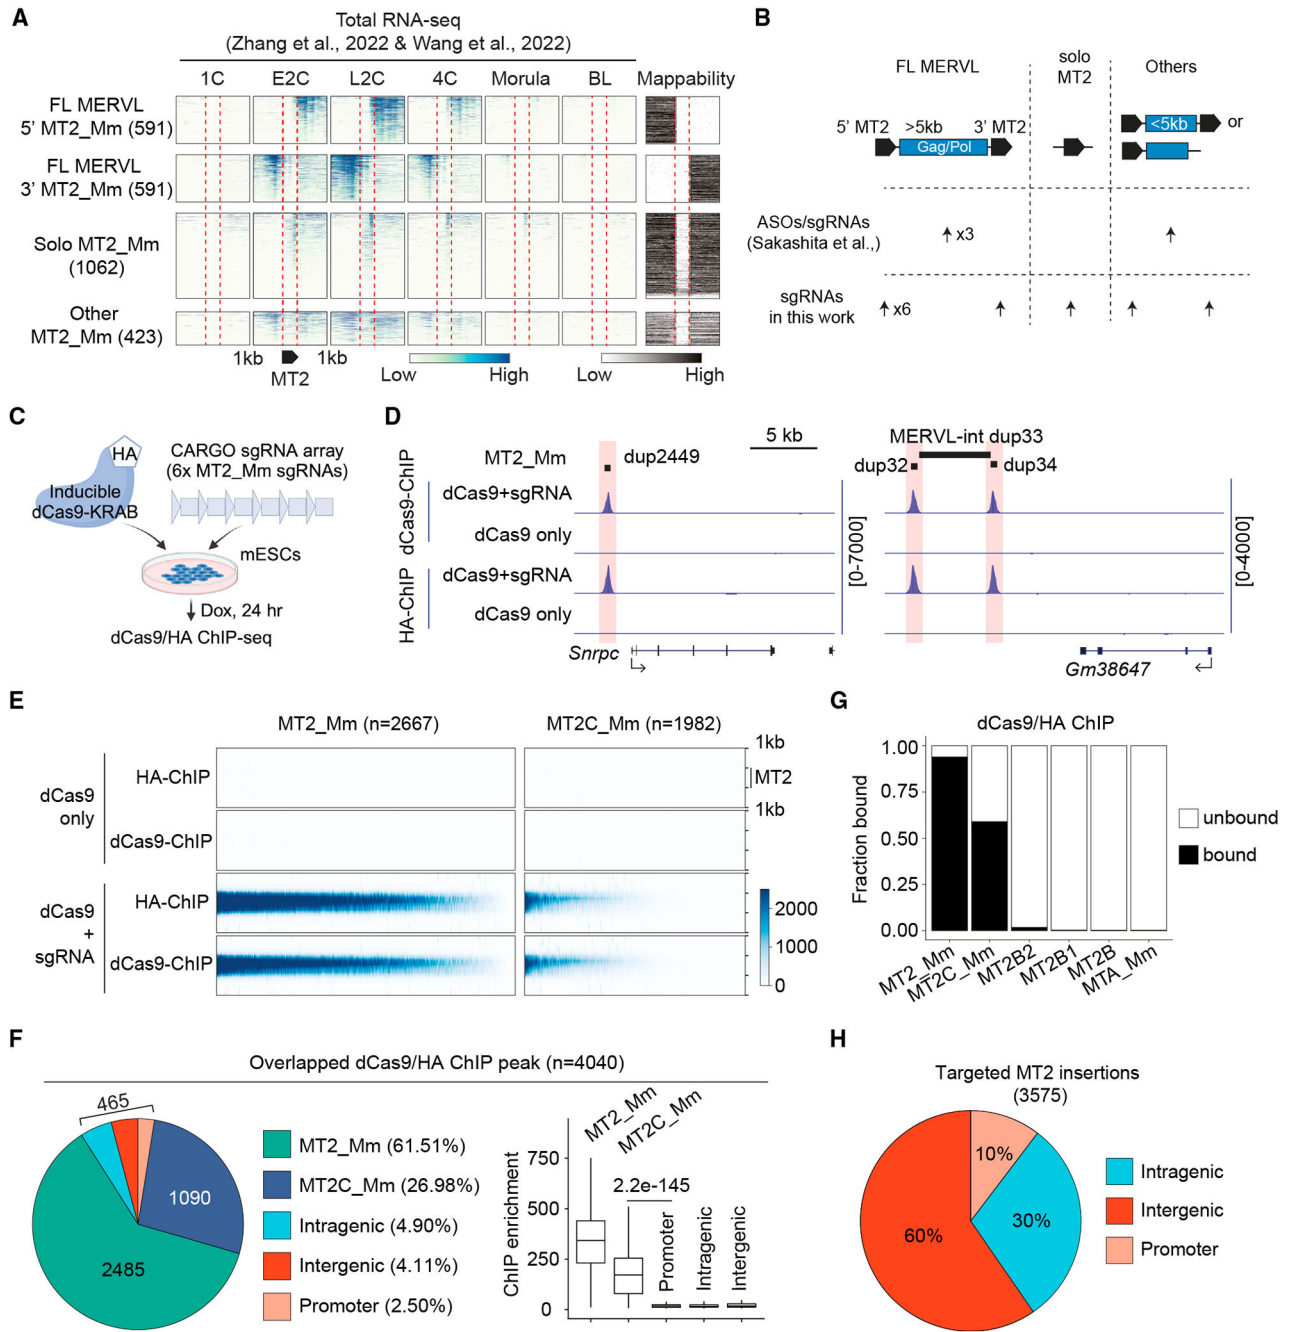 A
Total RNA-seq
(Zhang et al., 2022 & Wang et al., 2022)
1C E2C L2C 4C Morula BL Mappability
FL MERVL
5' MT2_Mm (591)
FL MERVL
3' MT2_Mm (591)
Solo MT2_Mm
(1062)
Other
MT2_Mm (423)
1kb 1kb
MT2
Low High
Low High
B
FL MERVL
solo
MT2
Others
5' MT2 >5kb 3' MT2
Gag/Pol
<5kb or
ASOs/sgRNAs
(Sakashita et al.,)
x3
sgRNAs
in this work
x6
C
HA
Inducible
dCas9-KRAB
CARGO sgRNA array
(6x MT2_Mm sgRNAs)
mESCs
Dox, 24 hr
dCas9/HA ChIP-seq
D
5 kb
MT2_Mm
dup2449
MERVL-int dup33
dup32
dup34
dCas9-ChIP
dCas9+sgRNA
dCas9 only
HA-ChIP
dCas9+sgRNA
dCas9 only
[0-7000]
[0-4000]
Snrpc
Gm38647
E
MT2_Mm (n=2667)
MT2C_Mm (n=1982)
1kb
MT2
1kb
dCas9
only
HA-ChIP
dCas9-ChIP
dCas9
+
sgRNA
HA-ChIP
dCas9-ChIP
2000
1000
0
G
dCas9/HA ChIP
Fraction bound
1.00
0.75
0.50
0.25
0.00
MT2_Mm
MT2C_Mm
MT2B2
MT2B1
MT2B
MTA_Mm
unbound
bound
F
Overlapped dCas9/HA ChIP peak (n=4040)
465
1090
2485
MT2_Mm (61.51%)
MT2C_Mm (26.98%)
Intragenic (4.90%)
Intergenic (4.11%)
Promoter (2.50%)
MT2_Mm
MT2C_Mm
ChIP enrichment
750
500
250
0
2.2e-145
Promoter
Intragenic
Intergenic
H
Targeted MT2 insertions
(3575)
10%
30%
60%
Intragenic
Intergenic
Promoter